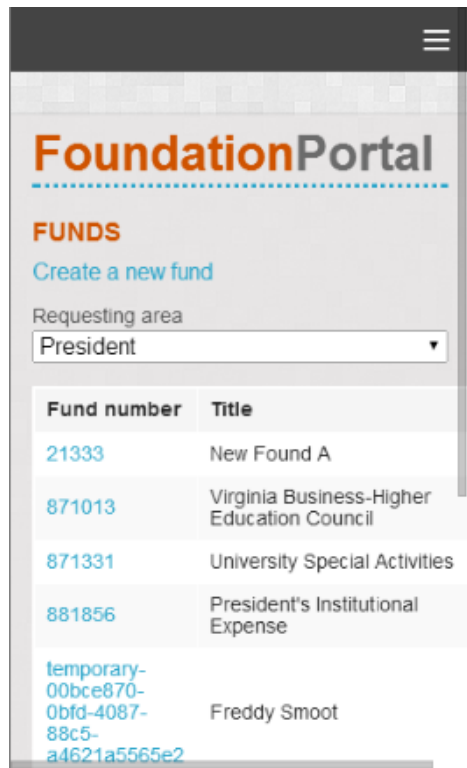 FoundationPortal
FUNDS
Create a new fund
Requesting area
President
Fund number Title
21333 New Found A
871013 Virginia Business-Higher
Education Council
871331 University Special Activities
881856 President's Institutional
Expense
temporary-
00bce870-
0bfd-4087- Freddy Smoot
88c5-
a4621a5565e2